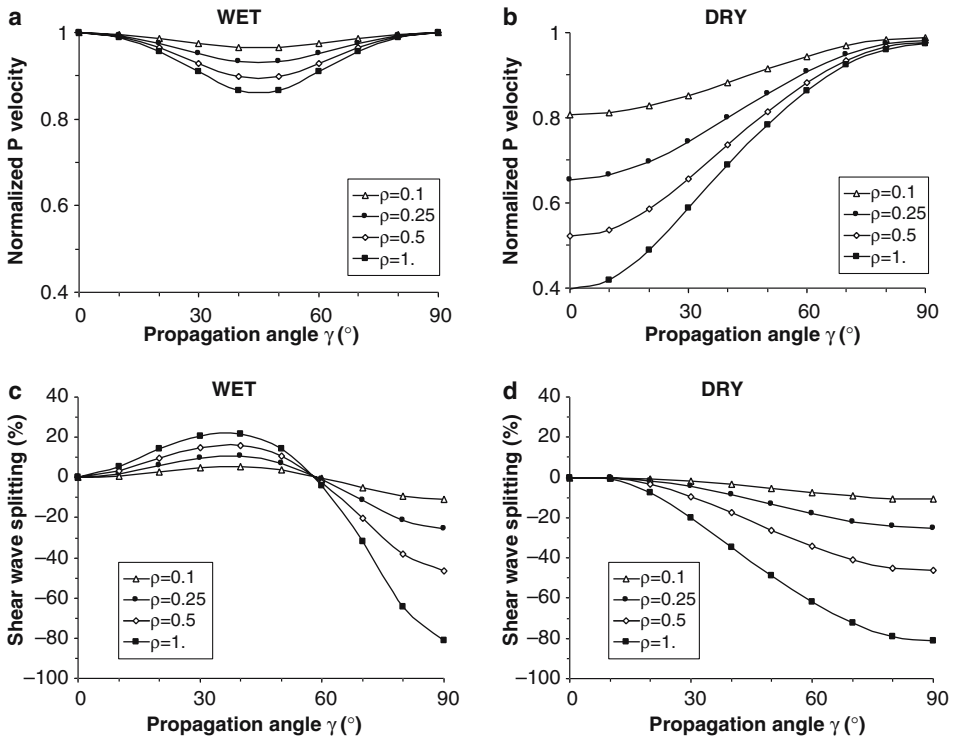 a
WET
Normalized P velocity
1
0.8
0.6
0.4
0
30
60
90
Propagation angle γ (°)
ρ=0.1
ρ=0.25
ρ=0.5
ρ=1.
b
DRY
Normalized P velocity
1
0.8
0.6
0.4
0
30
60
90
Propagation angle γ (°)
ρ=0.1
ρ=0.25
ρ=0.5
ρ=1.
c
WET
Shear wave splitting (%)
40
20
0
−20
−40
−60
−80
−100
0
30
60
90
Propagation angle γ (°)
ρ=0.1
ρ=0.25
ρ=0.5
ρ=1.
d
DRY
Shear wave splitting (%)
40
20
0
−20
−40
−60
−80
−100
0
30
60
90
Propagation angle γ (°)
ρ=0.1
ρ=0.25
ρ=0.5
ρ=1.